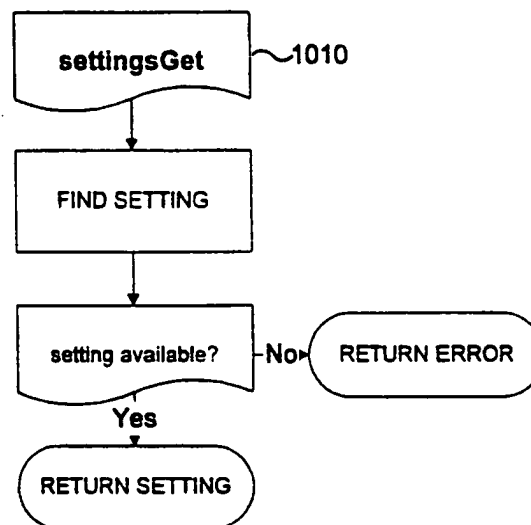 settingsGet
1010
FIND SETTING
setting available?
No
RETURN ERROR
Yes
RETURN SETTING